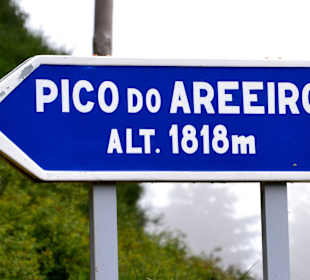 PICO DO AREEIRO
ALT. 1818m